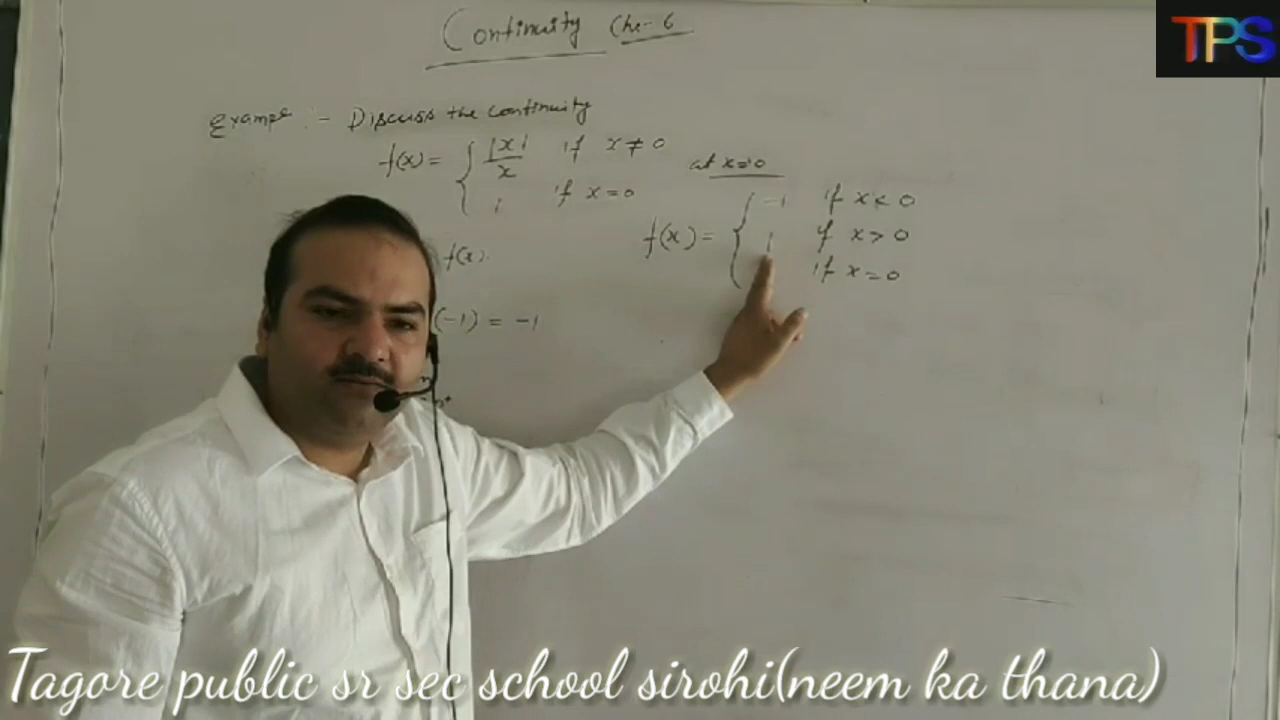 Continuity Ch:- 6
TPS
Example :- Discuss the continuity
f(x) = { |x|/x if x ≠ 0
1 if x = 0
at x=0
f(x) = { -1 if x < 0
1 if x > 0
if x = 0
f(x).
(-1) = -1
Tagore public sr sec school sirohi(neem ka thana)